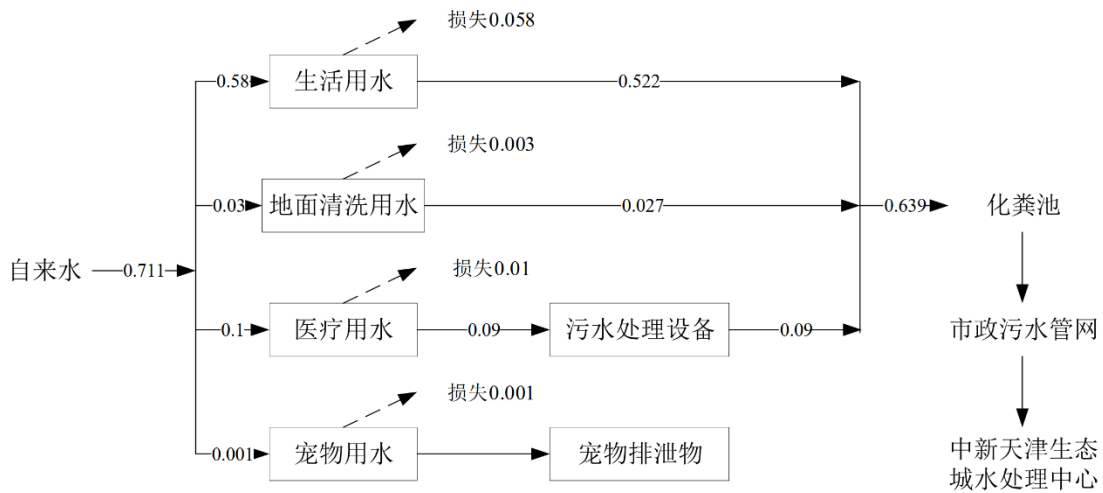 损失0.058
0.58
生活用水
0.522
损失0.003
0.03
地面清洗用水
0.027
0.639
化粪池
自来水
0.711
损失0.01
0.1
医疗用水
0.09
污水处理设备
0.09
市政污水管网
损失0.001
0.001
宠物用水
宠物排泄物
中新天津生态
城水处理中心